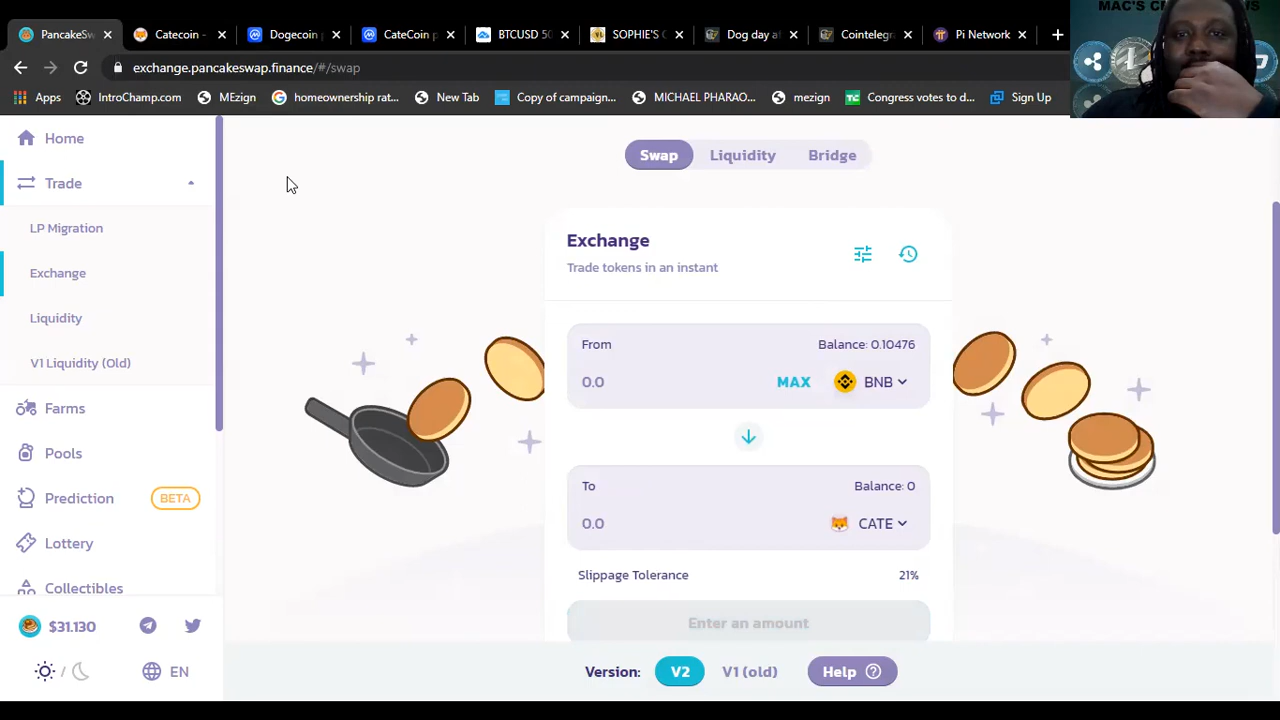 PancakeSw
Catecoin -
Dogecoin p
CateCoin p
BTCUSD 50
SOPHIE'S C
Dog day a
Cointelegra
Pi Network
exchange.pancakeswap.finance/#/swap
Apps
IntroChamp.com
MEzign
homeownership rat...
New Tab
Copy of campaign...
MICHAEL PHARAO...
mezign
Congress votes to d...
Sign Up
Home
Trade
LP Migration
Exchange
Liquidity
V1 Liquidity (Old)
Farms
Pools
Prediction
BETA
Lottery
Collectibles
$31.130
EN
Swap
Liquidity
Bridge
Exchange
Trade tokens in an instant
From
Balance: 0.10476
0.0
MAX
BNB
To
Balance: 0
0.0
CATE
Slippage Tolerance
21%
Enter an amount
Version:
V2
V1 (old)
Help